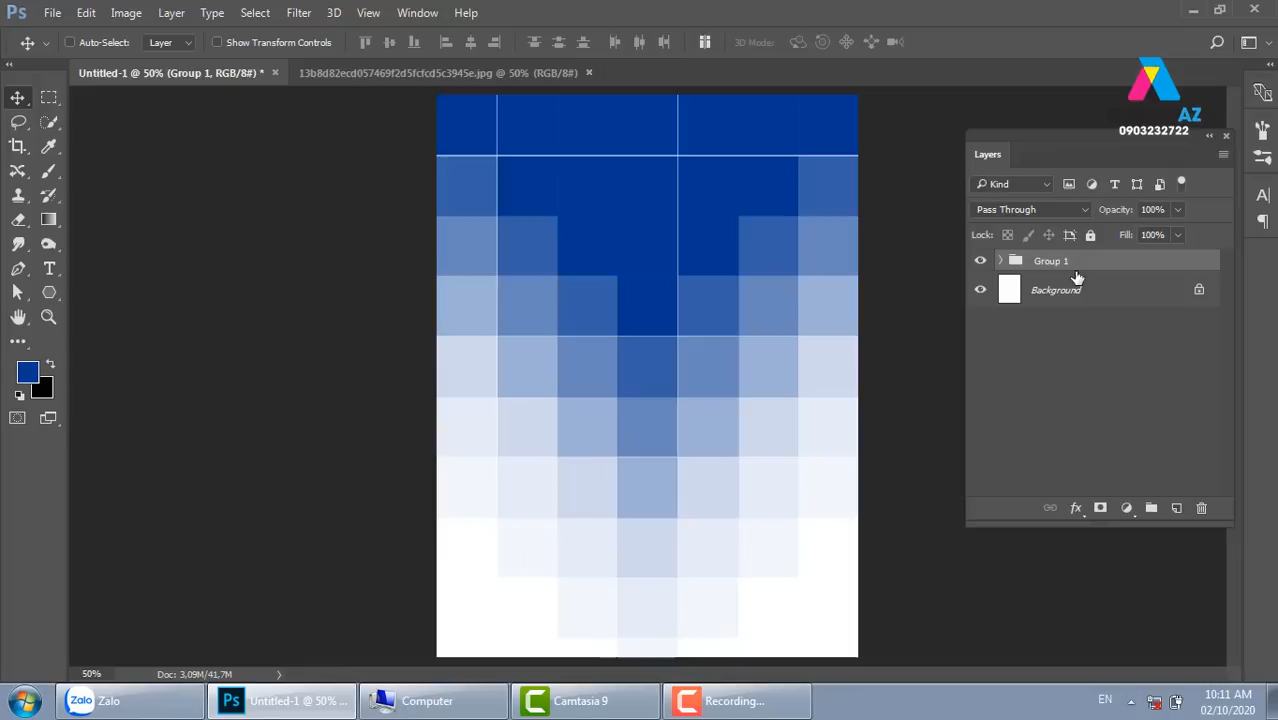 Ps File Edit Image Layer Type Select Filter 3D View Window Help
Auto-Select: Layer Show Transform Controls 3D Mode:
Untitled-1 @ 50% (Group 1, RGB/8#) * × 13b8d82ecd057469f2d5fcfcd5c3945e.jpg @ 50% (RGB/8#) ×
AZ
0903232722
Layers
Kind
Pass Through Opacity: 100%
Lock: Fill: 100%
Group 1
Background
fx
50% Doc: 3,09M/41,7M
Zalo Zalo Ps Untitled-1 @ 50% ... Computer Camtasia 9 Recording... EN 10:11 AM
02/10/2020